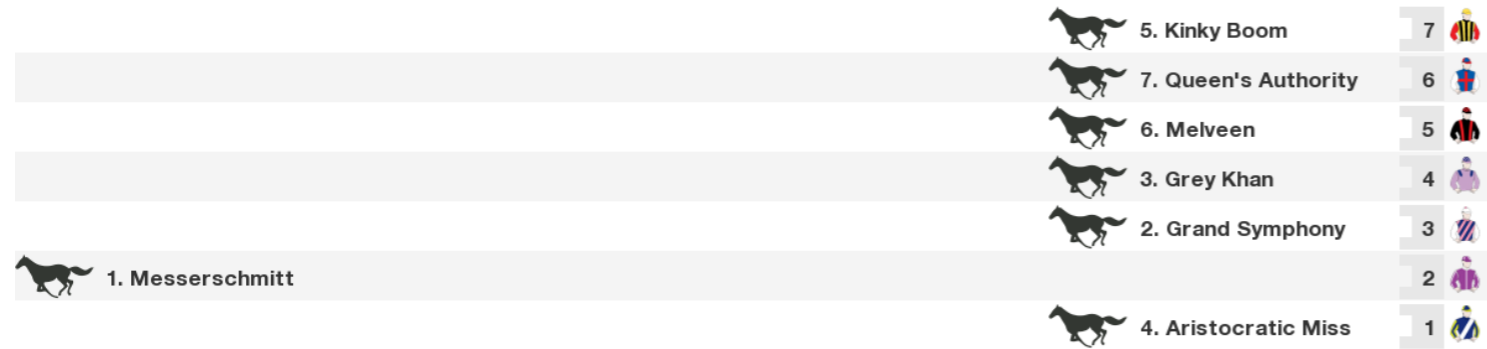 5. Kinky Boom 7
7. Queen's Authority 6
6. Melveen 5
3. Grey Khan 4
2. Grand Symphony 3
1. Messerschmitt 2
4. Aristocratic Miss 1